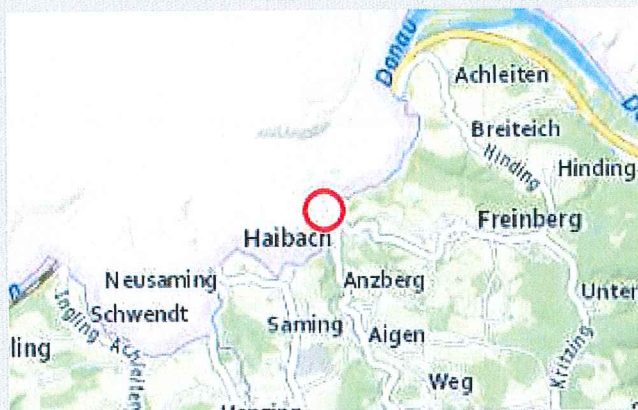 Donau
Achleiten
Breiteich
Hinding
Hinding
Freinberg
Haibach
Neusaming
Anzberg
Unter
Schwendt
Ingling-Achleiten
Saming
Aigen
ling
Kritzing
Weg